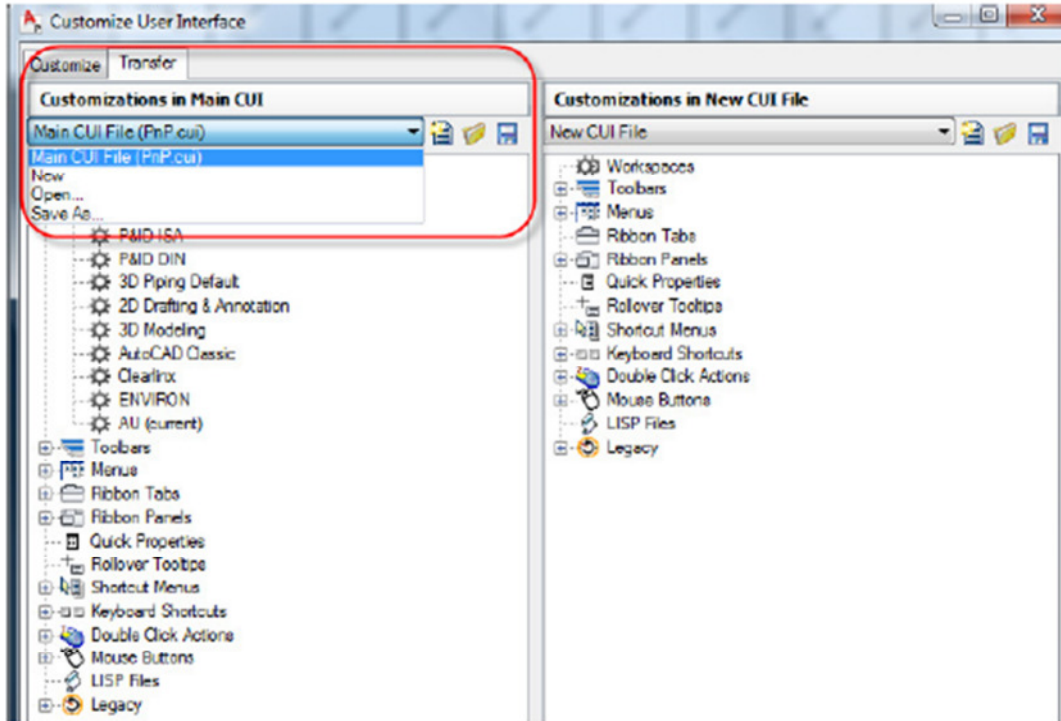 Customize User Interface
Customize Transfer
Customizations in Main CUI
Main CUI File (PnP.cui)
Main CUI File (PnP.cui)
New
Open...
Save As...
P&ID ISA
P&ID DIN
3D Piping Default
2D Drafting & Annotation
3D Modeling
AutoCAD Classic
Clearlinx
ENVIRON
AU (current)
Toolbars
Menus
Ribbon Tabs
Ribbon Panels
Quick Properties
Rollover Tooltips
Shortcut Menus
Keyboard Shortcuts
Double Click Actions
Mouse Buttons
LISP Files
Legacy
Customizations in New CUI File
New CUI File
Workspaces
Toolbars
Menus
Ribbon Tabs
Ribbon Panels
Quick Properties
Rollover Tooltips
Shortcut Menus
Keyboard Shortcuts
Double Click Actions
Mouse Buttons
LISP Files
Legacy